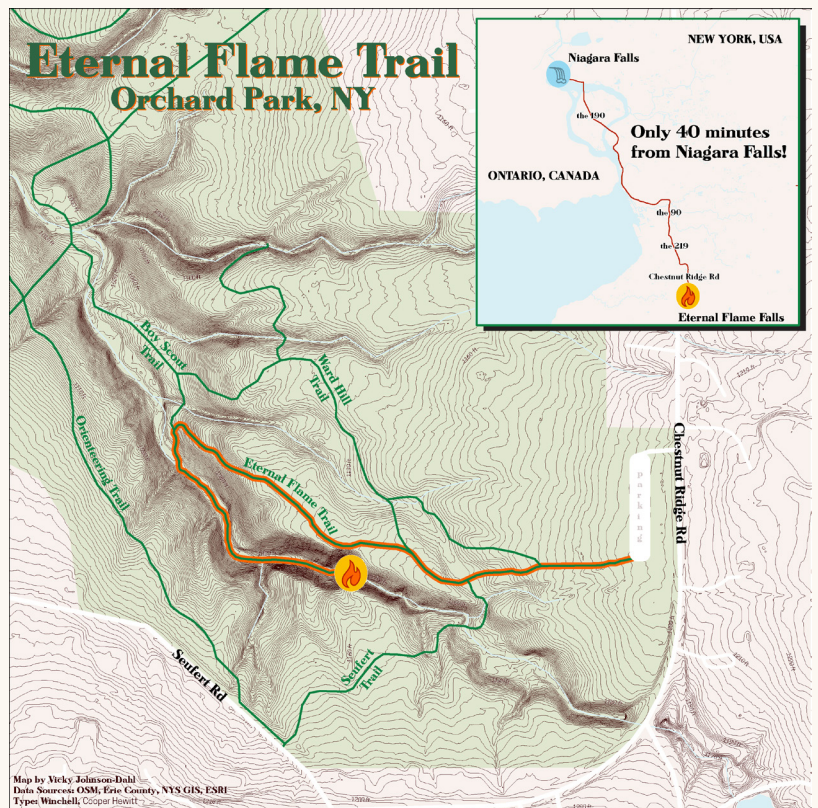 Eternal Flame Trail
Orchard Park, NY
NEW YORK, USA
Niagara Falls
the 190
Only 40 minutes
from Niagara Falls!
ONTARIO, CANADA
the 90
the 219
Chestnut Ridge Rd
Eternal Flame Falls
Boy Scout
Trail
Ward Hill
Trail
Orienteering Trail
Eternal Flame Trail
parking
Chestnut Ridge Rd
Seufert
Trail
Seufert Rd
Map by Vicky Johnson-Dahl
Data Sources: OSM, Erie County, NYS GIS, ESRI
Type: Winchell, Cooper Hewitt